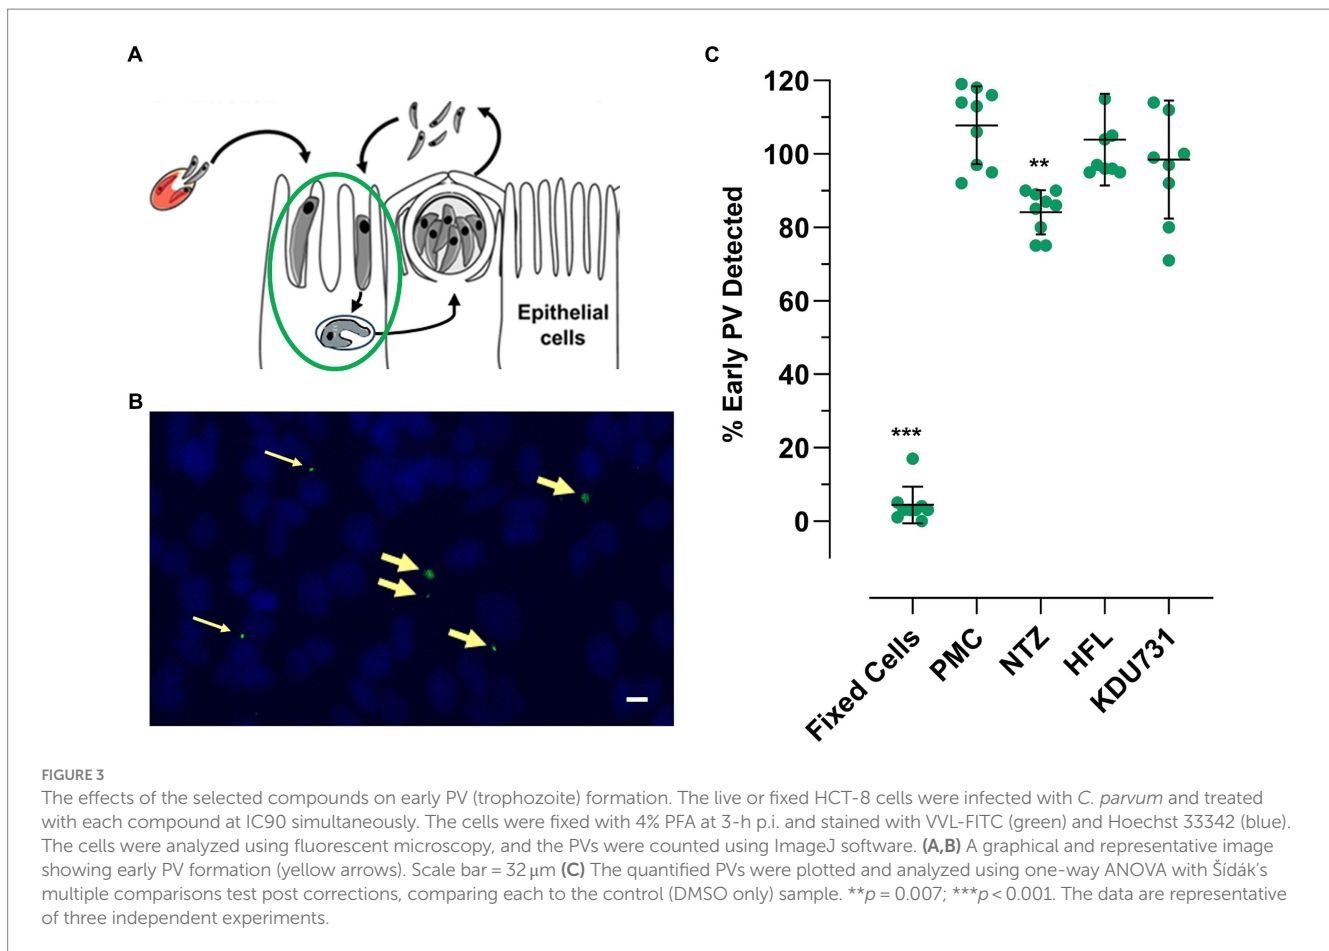 A
Epithelial
cells
B
C
% Early PV Detected
120
100
80
60
40
20
0
***
**
Fixed Cells
PMC
NTZ
HFL
KDU731
FIGURE 3
The effects of the selected compounds on early PV (trophozoite) formation. The live or fixed HCT-8 cells were infected with C. parvum and treated
with each compound at IC90 simultaneously. The cells were fixed with 4% PFA at 3-h p.i. and stained with VVL-FITC (green) and Hoechst 33342 (blue).
The cells were analyzed using fluorescent microscopy, and the PVs were counted using ImageJ software. (A,B) A graphical and representative image
showing early PV formation (yellow arrows). Scale bar = 32 μm (C) The quantified PVs were plotted and analyzed using one-way ANOVA with Šídák's
multiple comparisons test post corrections, comparing each to the control (DMSO only) sample. **p = 0.007; ***p < 0.001. The data are representative
of three independent experiments.